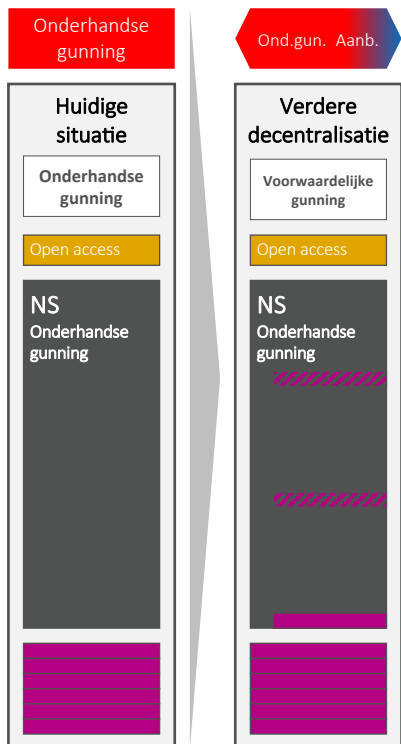 Onderhandse
gunning
Huidige
situatie
Onderhandse
gunning
Open access
NS
Onderhandse
gunning
Ond.gun. Aanb.
Verdere
decentralisatie
Voorwaardelijke
gunning
Open access
NS
Onderhandse
gunning